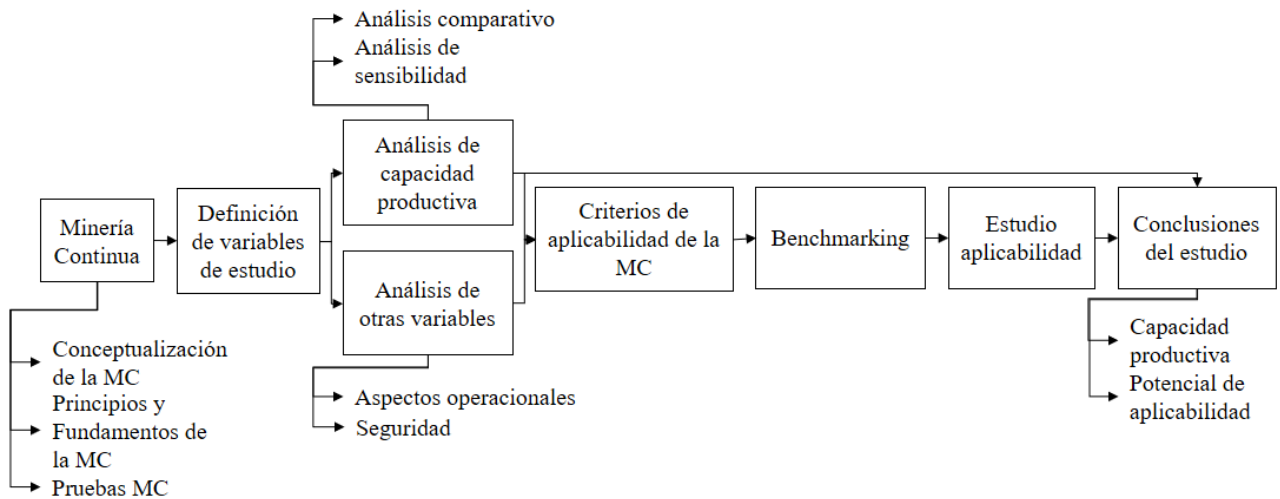 Análisis comparativo
Análisis de
sensibilidad
Análisis de
capacidad
productiva
Minería
Continua
Definición
de variables
de estudio
Análisis de
otras variables
Criterios de
aplicabilidad de la
MC
Benchmarking
Estudio
aplicabilidad
Conclusiones
del estudio
Conceptualización
de la MC
Principios y
Fundamentos de
la MC
Pruebas MC
Aspectos operacionales
Seguridad
Capacidad
productiva
Potencial de
aplicabilidad